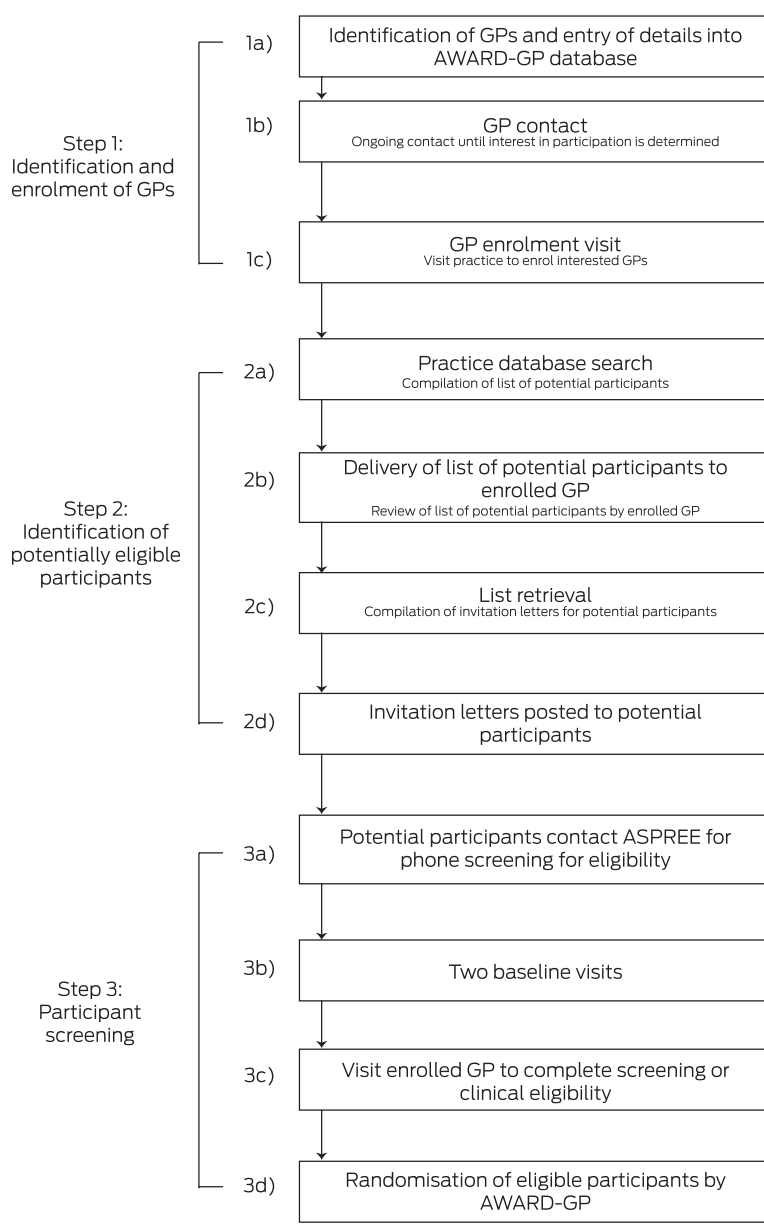 1a)
Identification of GPs and entry of details into
AWARD-GP database
Step 1:
Identification and
enrolment of GPs
1b)
GP contact
Ongoing contact until interest in participation is determined
1c)
GP enrolment visit
Visit practice to enrol interested GPs
2a)
Practice database search
Compilation of list of potential participants
Step 2:
Identification of
potentially eligible
participants
2b)
Delivery of list of potential participants to
enrolled GP
Review of list of potential participants by enrolled GP
2c)
List retrieval
Compilation of invitation letters for potential participants
2d)
Invitation letters posted to potential
participants
3a)
Potential participants contact ASPREE for
phone screening for eligibility
Step 3:
Participant
screening
3b)
Two baseline visits
3c)
Visit enrolled GP to complete screening or
clinical eligibility
3d)
Randomisation of eligible participants by
AWARD-GP